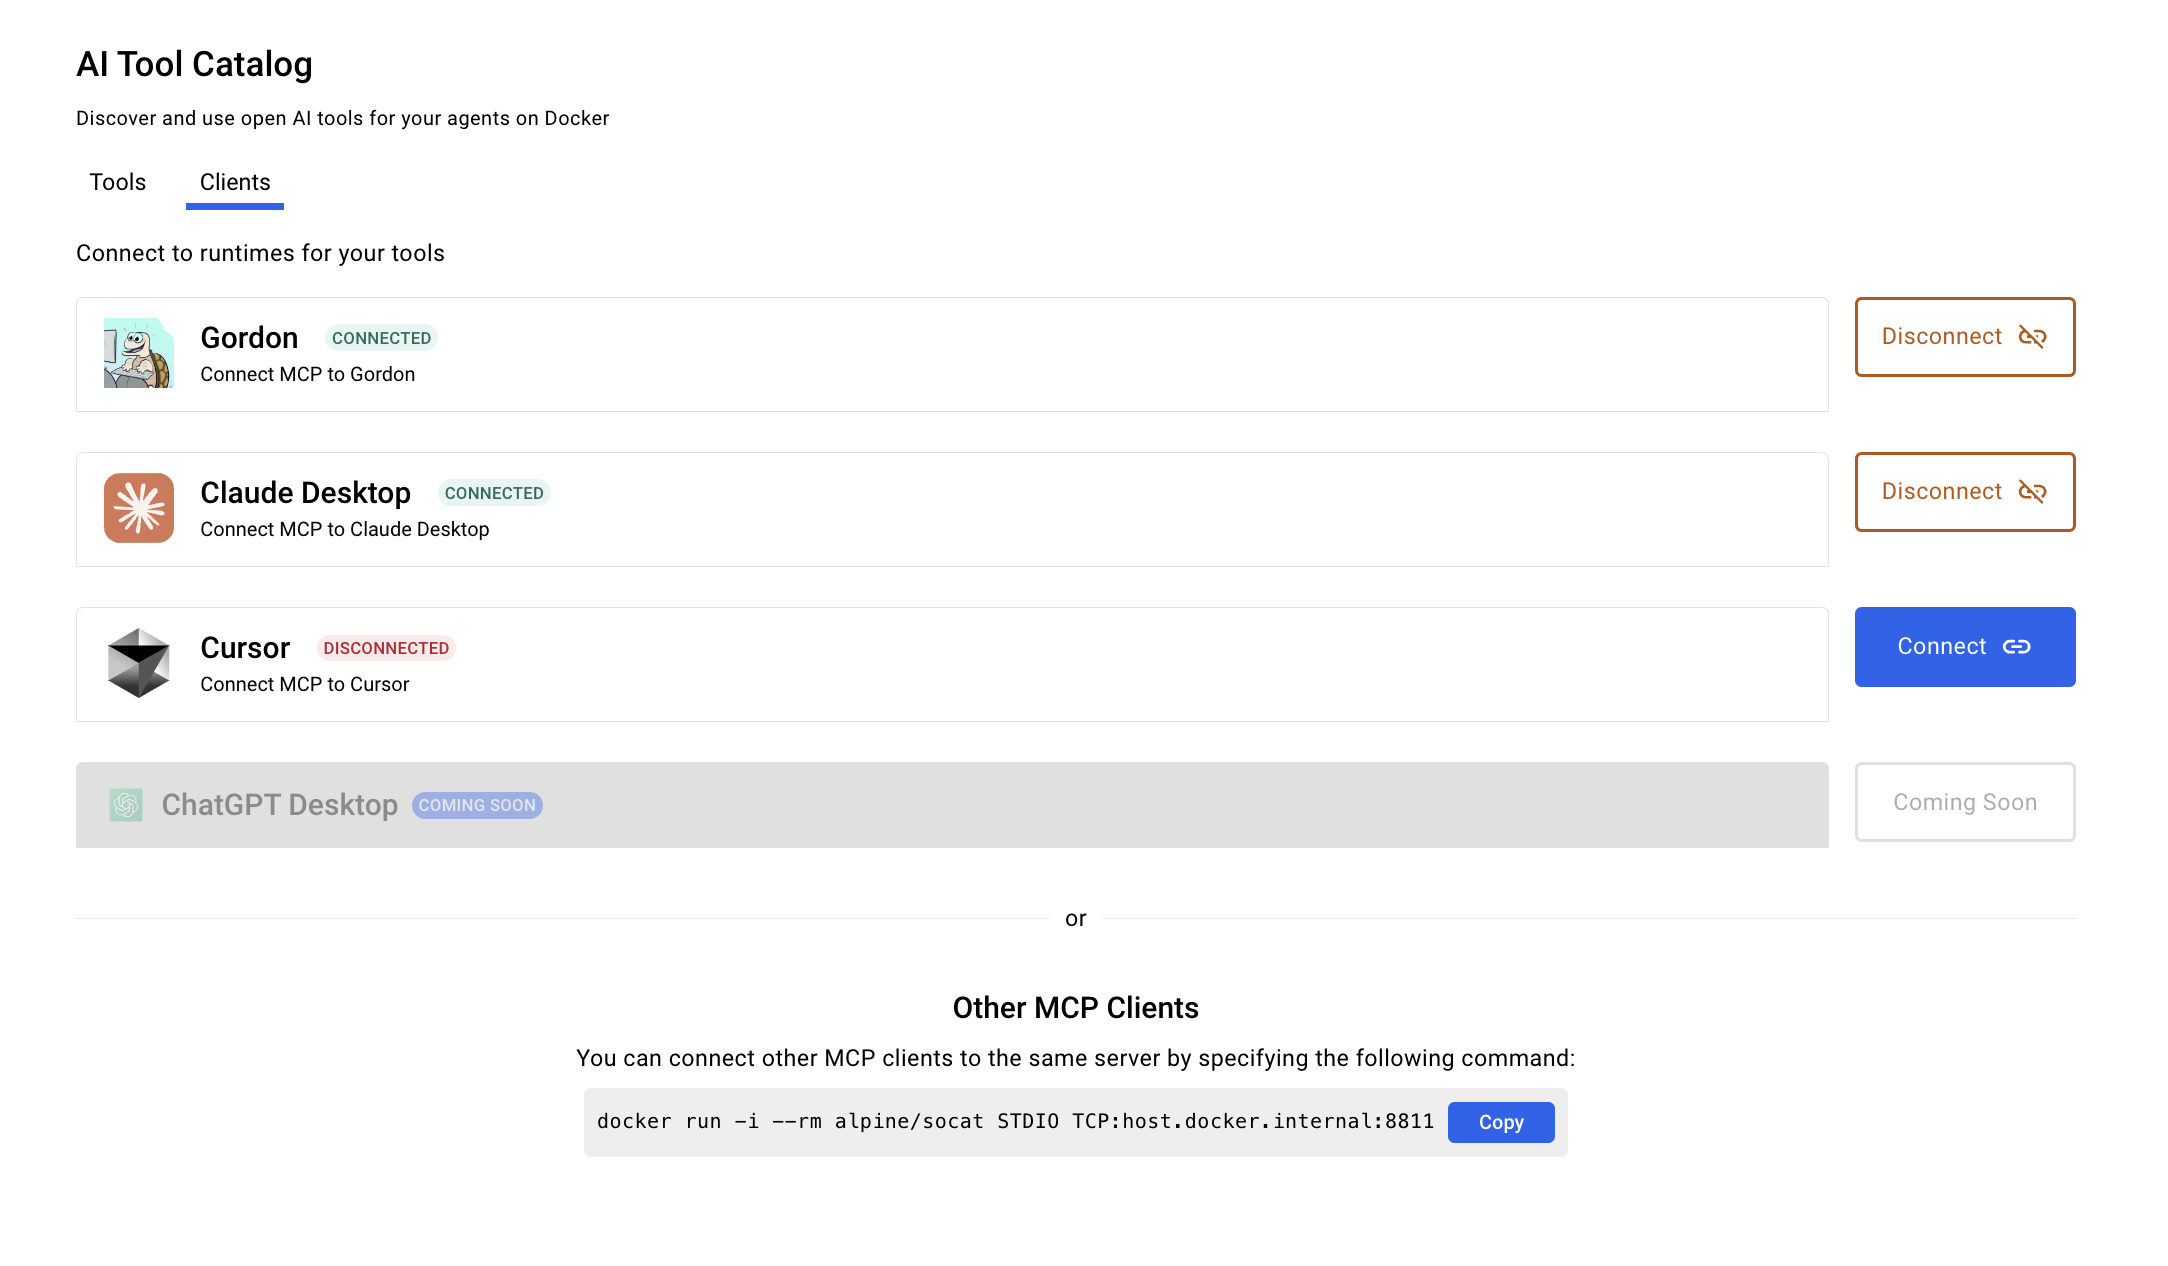 AI Tool Catalog
Discover and use open AI tools for your agents on Docker
Tools Clients
Connect to runtimes for your tools
Gordon CONNECTED
Connect MCP to Gordon
Disconnect
Claude Desktop CONNECTED
Connect MCP to Claude Desktop
Disconnect
Cursor DISCONNECTED
Connect MCP to Cursor
Connect
ChatGPT Desktop COMING SOON
Coming Soon
or
Other MCP Clients
You can connect other MCP clients to the same server by specifying the following command:
docker run -i --rm alpine/socat STDIO TCP:host.docker.internal:8811 Copy